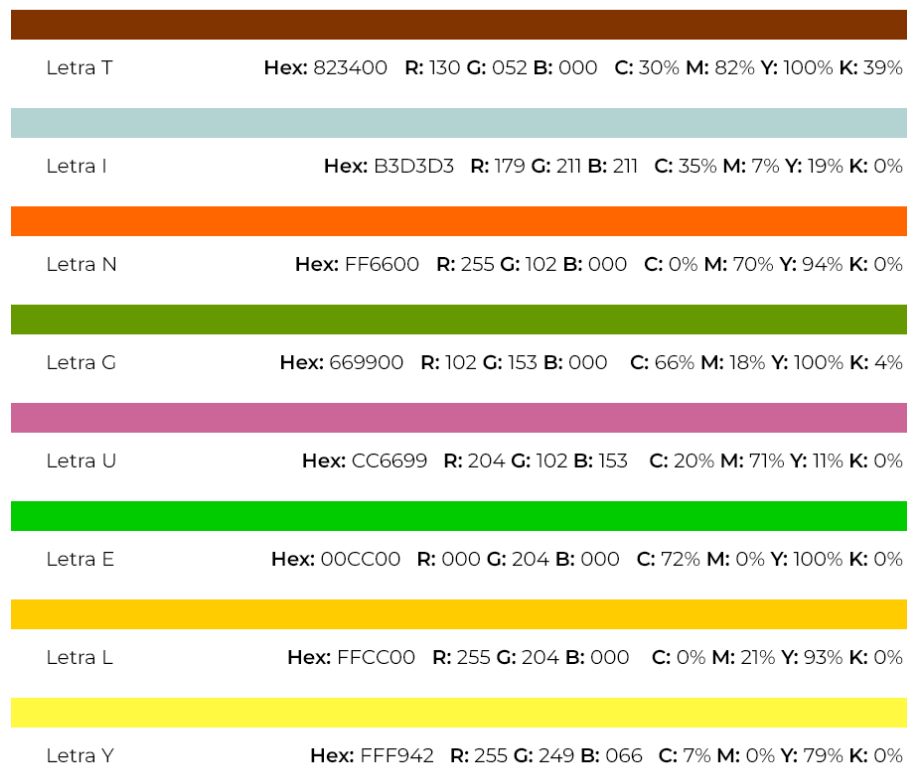 Letra T Hex: 823400 R: 130 G: 052 B: 000 C: 30% M: 82% Y: 100% K: 39%
Letra I Hex: B3D3D3 R: 179 G: 211 B: 211 C: 35% M: 7% Y: 19% K: 0%
Letra N Hex: FF6600 R: 255 G: 102 B: 000 C: 0% M: 70% Y: 94% K: 0%
Letra G Hex: 669900 R: 102 G: 153 B: 000 C: 66% M: 18% Y: 100% K: 4%
Letra U Hex: CC6699 R: 204 G: 102 B: 153 C: 20% M: 71% Y: 11% K: 0%
Letra E Hex: 00CC00 R: 000 G: 204 B: 000 C: 72% M: 0% Y: 100% K: 0%
Letra L Hex: FFCC00 R: 255 G: 204 B: 000 C: 0% M: 21% Y: 93% K: 0%
Letra Y Hex: FFF942 R: 255 G: 249 B: 066 C: 7% M: 0% Y: 79% K: 0%